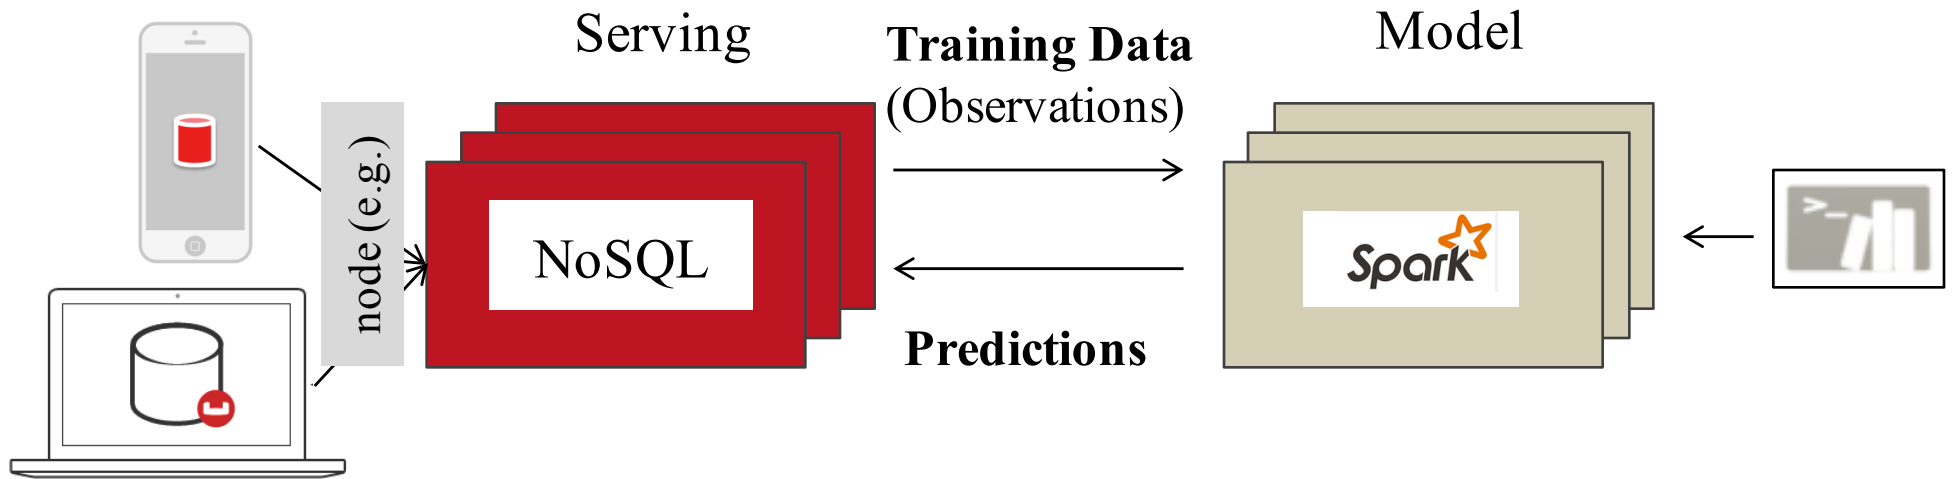 Serving
Training Data
(Observations)
Model
node (e.g.)
NoSQL
Spark
>_
Predictions